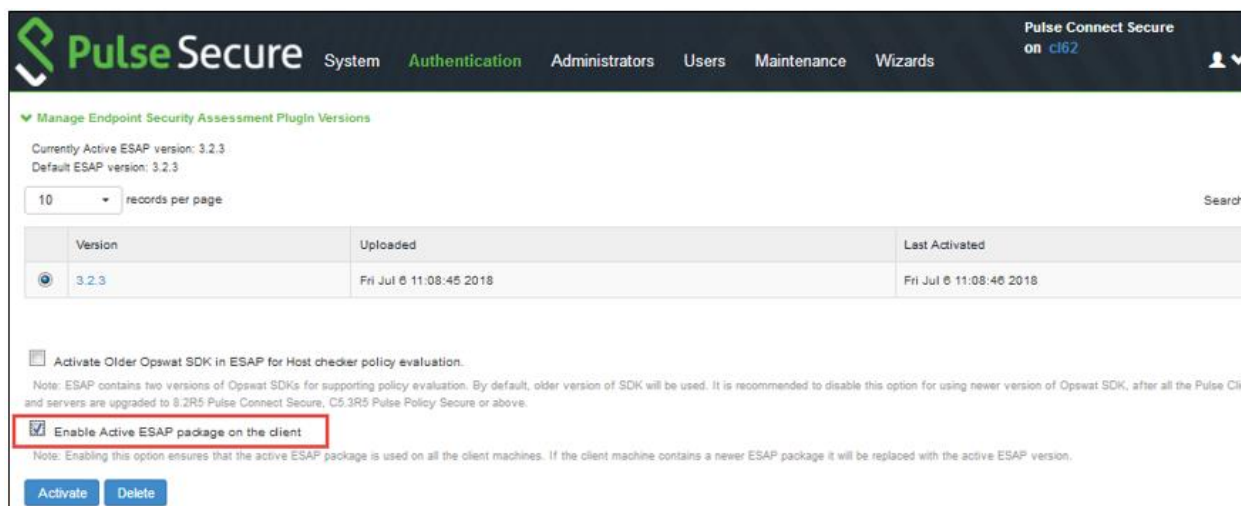 Pulse Secure System Authentication Administrators Users Maintenance Wizards Pulse Connect Secure
on cl62
Manage Endpoint Security Assessment PlugIn Versions
Currently Active ESAP version: 3.2.3
Default ESAP version: 3.2.3
10 records per page Search
Version Uploaded Last Activated
3.2.3 Fri Jul 6 11:08:45 2018 Fri Jul 6 11:08:46 2018
Activate Older Opswat SDK in ESAP for Host checker policy evaluation.
Note: ESAP contains two versions of Opswat SDKs for supporting policy evaluation. By default, older version of SDK will be used. It is recommended to disable this option for using newer version of Opswat SDK, after all the Pulse Cli
and servers are upgraded to 8.2R5 Pulse Connect Secure, C5.3R5 Pulse Policy Secure or above.
Enable Active ESAP package on the client
Note: Enabling this option ensures that the active ESAP package is used on all the client machines. If the client machine contains a newer ESAP package it will be replaced with the active ESAP version.
Activate Delete